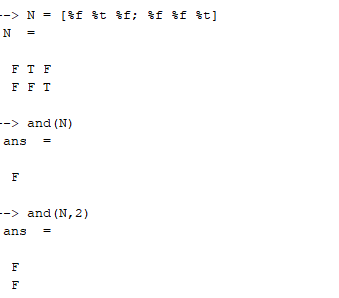 --> N = [%f %t %f; %f %f %t]
N  =
F T F
F F T
--> and(N)
ans  =
F
--> and(N,2)
ans  =
F
F